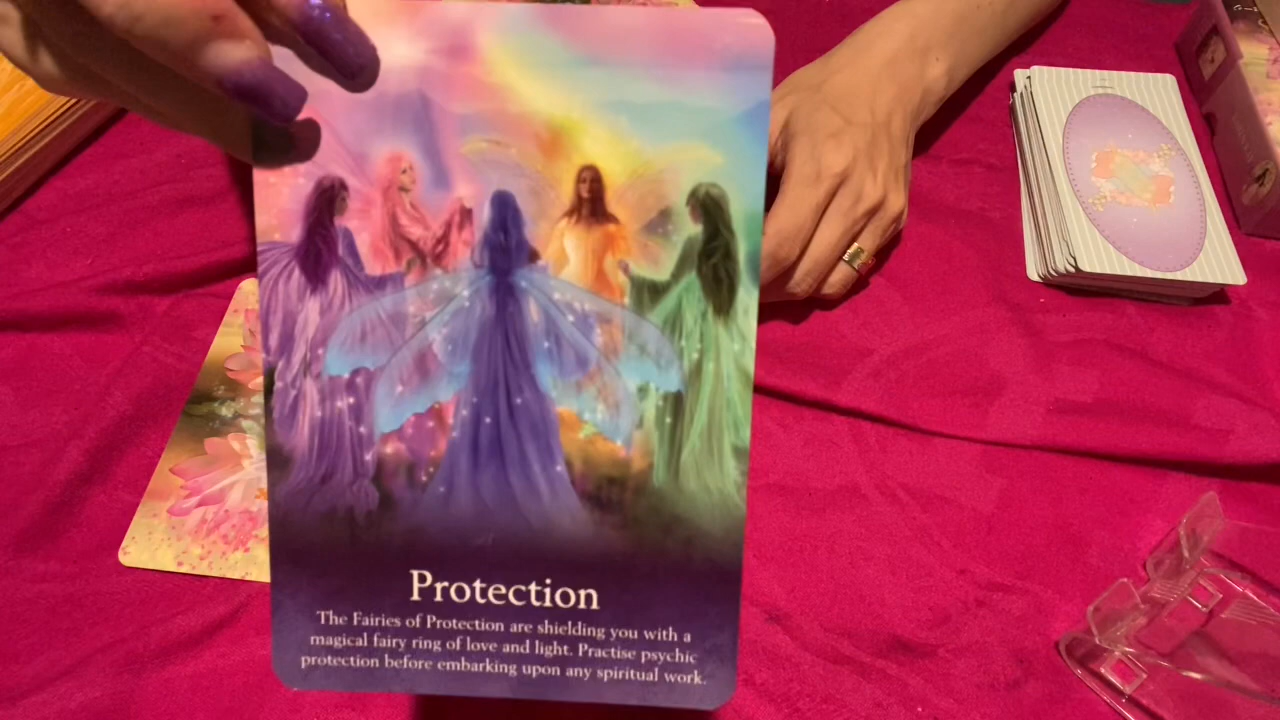 Protection
The Fairies of Protection are shielding you with a
magical fairy ring of love and light. Practise psychic
protection before embarking upon any spiritual work.